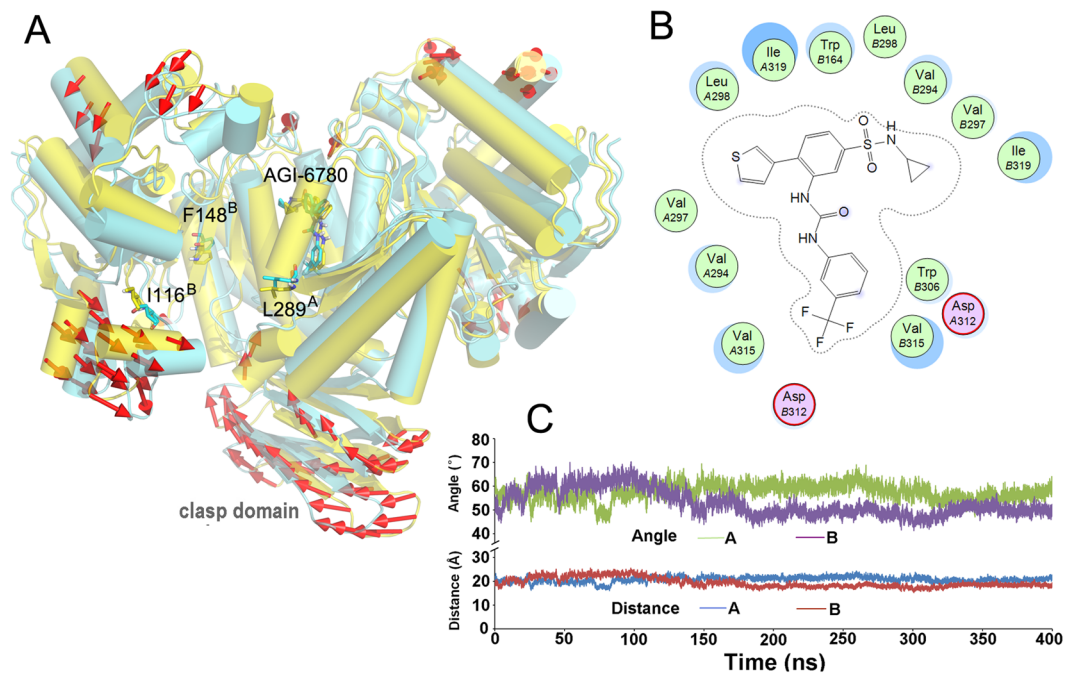 A
AGI-6780
F148B
I116B
L289A
clasp domain
B
Leu
A298
Ile
A319
Trp
B164
Leu
B298
Val
B294
Val
B297
Ile
B319
Val
A297
Val
A294
Val
A315
Asp
B312
Trp
B306
Asp
A312
Val
B315
S
O
S
O
H
N
HN
O
HN
F
F
F
C
Angle (°)
80
70
60
50
40
Angle A B
Distance (Å)
30
20
10
0
Distance A B
0 50 100 150 200 250 300 350 400
Time (ns)